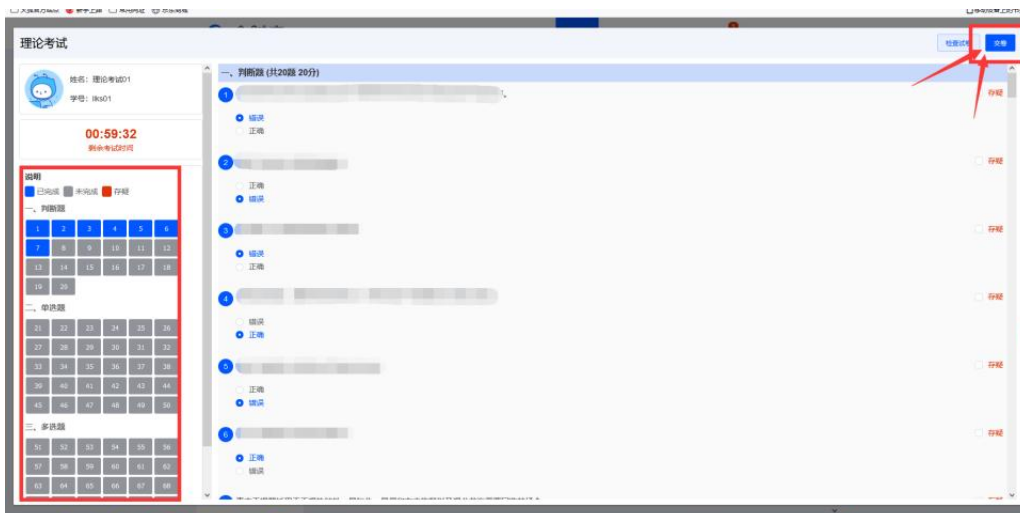 理论考试
检查试卷
交卷
姓名：理论考试01
学号：llks01
00:59:32
剩余考试时间
说明
已完成 未完成 存疑
一、判断题
1 2 3 4 5 6
7 8 9 10 11 12
13 14 15 16 17 18
19 20
二、单选题
21 22 23 24 25 26
27 28 29 30 31 32
33 34 35 36 37 38
39 40 41 42 43 44
45 46 47 48 49 50
三、多选题
51 52 53 54 55 56
57 58 59 60 61 62
63 64 65 66 67 68
一、判断题 (共20题 20分)
1 存疑
错误
正确
2 存疑
正确
错误
3 存疑
错误
正确
4 存疑
错误
正确
5 存疑
正确
错误
6 存疑
正确
错误